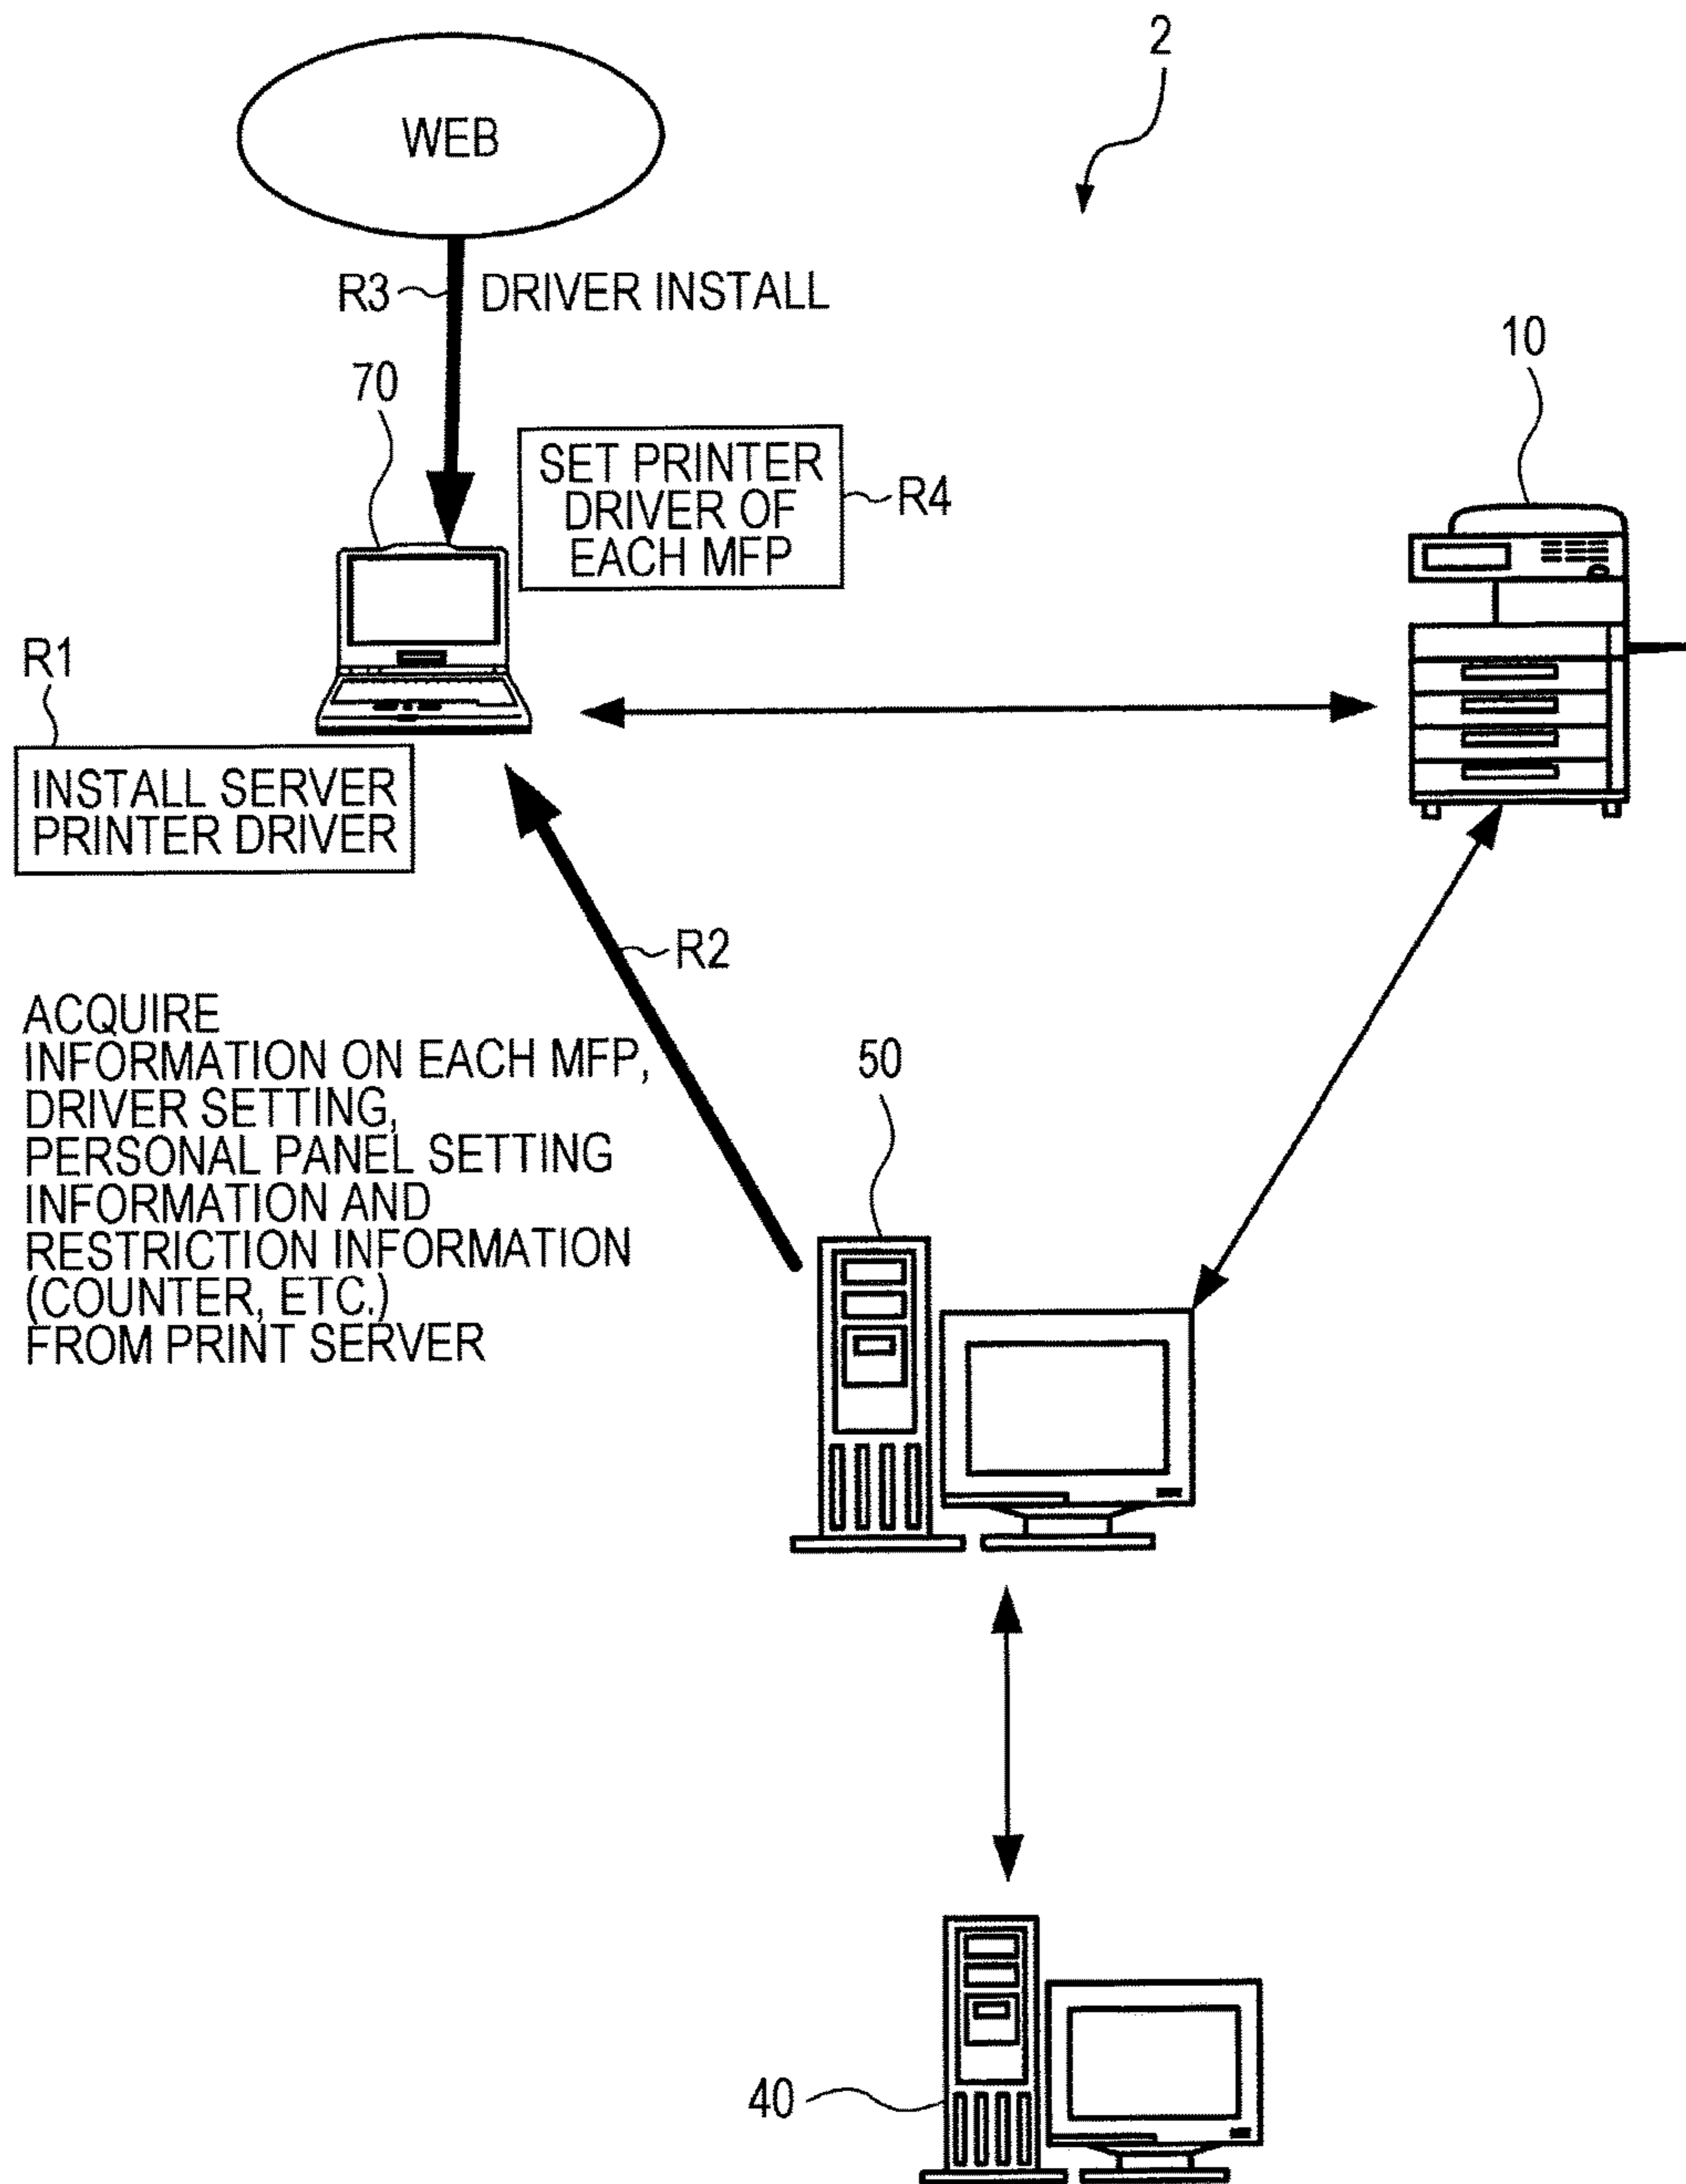 2
WEB
R3
DRIVER INSTALL
10
70
SET PRINTER
DRIVER OF
EACH MFP
R4
R1
INSTALL SERVER
PRINTER DRIVER
R2
ACQUIRE
INFORMATION ON EACH MFP,
DRIVER SETTING,
PERSONAL PANEL SETTING
INFORMATION AND
RESTRICTION INFORMATION
(COUNTER, ETC.)
FROM PRINT SERVER
50
40